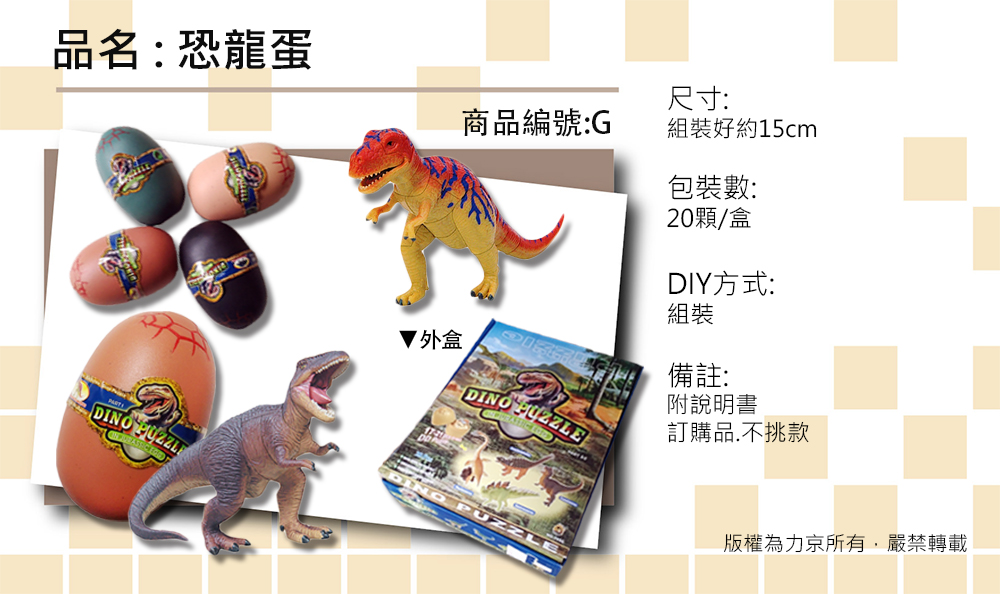 品名 : 恐龍蛋
商品編號:G
尺寸:
組裝好約15cm
包裝數:
20顆/盒
DIY方式:
組裝
備註:
附說明書
訂購品.不挑款
▼外盒
PART1
DINO PUZZLE
DINO PUZZLE
DINO PUZZLE
版權為力京所有，嚴禁轉載